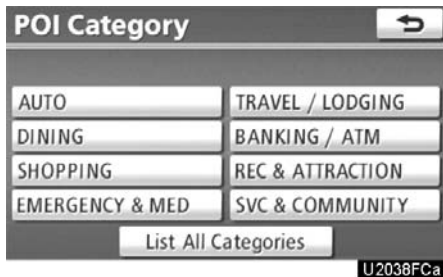 POI Category
AUTO
TRAVEL / LODGING
DINING
BANKING / ATM
SHOPPING
REC & ATTRACTION
EMERGENCY & MED
SVC & COMMUNITY
List All Categories
U2038FCa